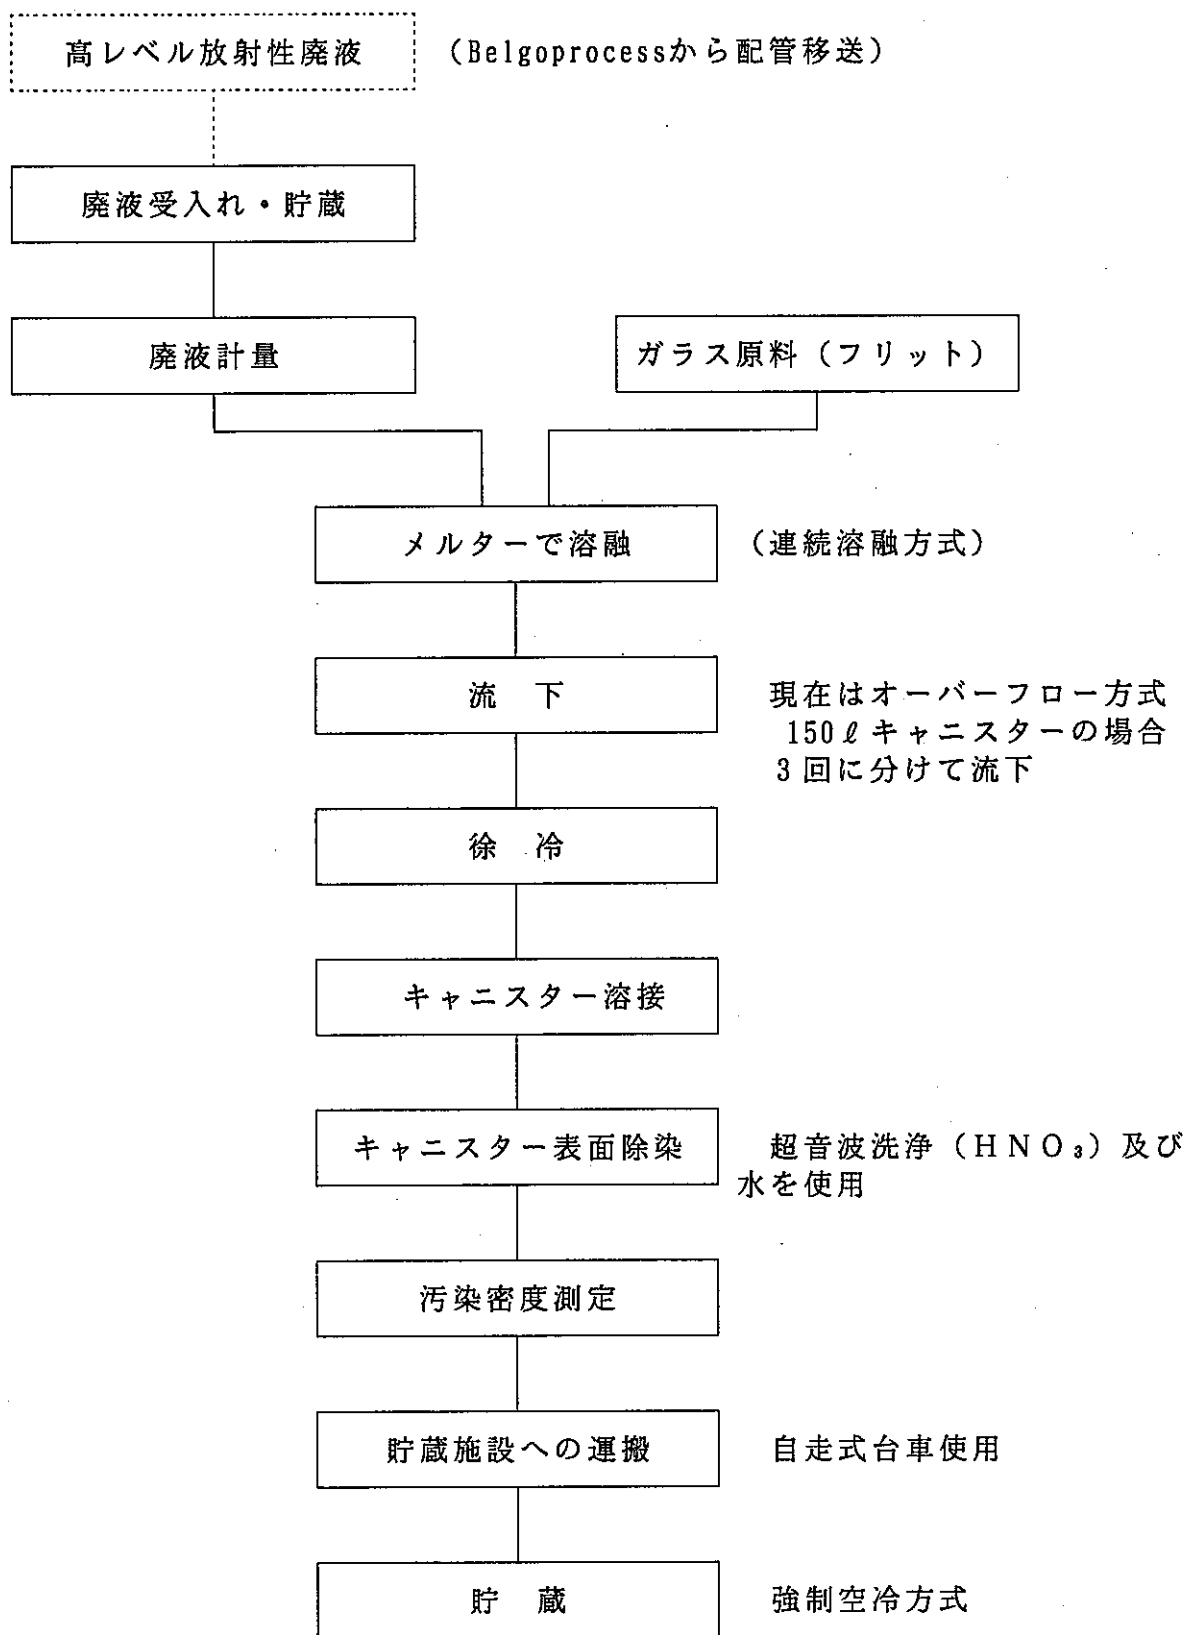 高レベル放射性廃液
（Belgoprocessから配管移送）
廃液受入れ・貯蔵
廃液計量
ガラス原料（フリット）
メルターで溶融
（連続溶融方式）
流　下
現在はオーバーフロー方式
150ℓキャニスターの場合
3回に分けて流下
徐　冷
キャニスター溶接
キャニスター表面除染
超音波洗浄（ＨＮＯ₃）及び
水を使用
汚染密度測定
貯蔵施設への運搬
自走式台車使用
貯　蔵
強制空冷方式